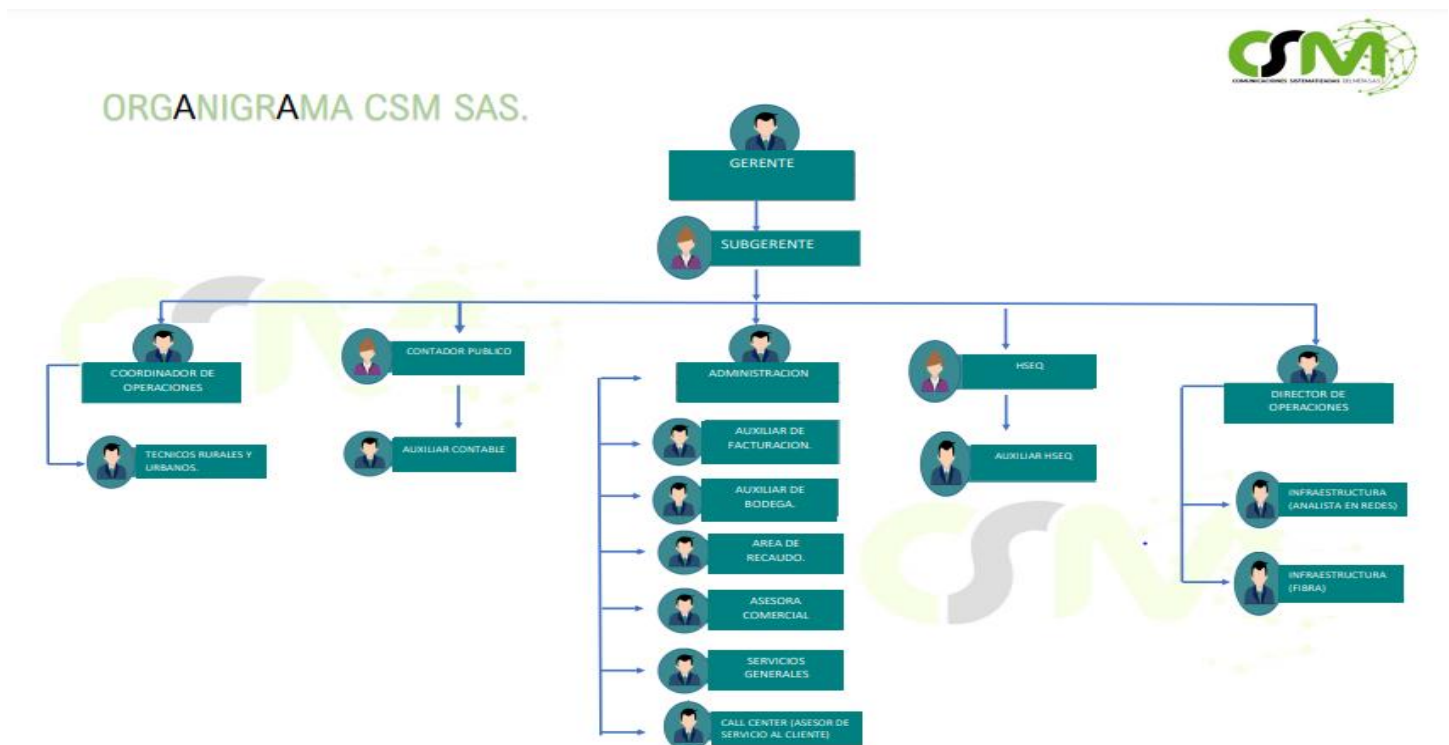 CSM
COMUNICACIONES SISTEMATIZADAS DEL META S.A.S
ORGANIGRAMA CSM SAS.
GERENTE
SUBGERENTE
COORDINADOR DE
OPERACIONES
TECNICOS RURALES Y
URBANOS.
CONTADOR PUBLICO
AUXILIAR CONTABLE
ADMINISTRACION
AUXILIAR DE
FACTURACION.
AUXILIAR DE
BODEGA.
AREA DE
RECAUDO.
ASESORA
COMERCIAL
SERVICIOS
GENERALES
CALL CENTER (ASESOR DE
SERVICIO AL CLIENTE)
HSEQ
AUXILIAR HSEQ
DIRECTOR DE
OPERACIONES
INFRAESTRUCTURA
(ANALISTA EN REDES)
INFRAESTRUCTURA
(FIBRA)
CSM
CSM